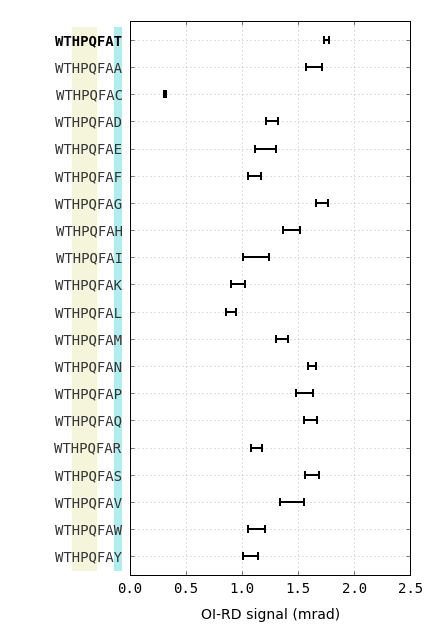 WTHPQFAT
WTHPQFAA
WTHPQFAC
WTHPQFAD
WTHPQFAE
WTHPQFAF
WTHPQFAG
WTHPQFAH
WTHPQFAI
WTHPQFAK
WTHPQFAL
WTHPQFAM
WTHPQFAN
WTHPQFAP
WTHPQFAQ
WTHPQFAR
WTHPQFAS
WTHPQFAV
WTHPQFAW
WTHPQFAY
0.0 0.5 1.0 1.5 2.0 2.5
OI-RD signal (mrad)